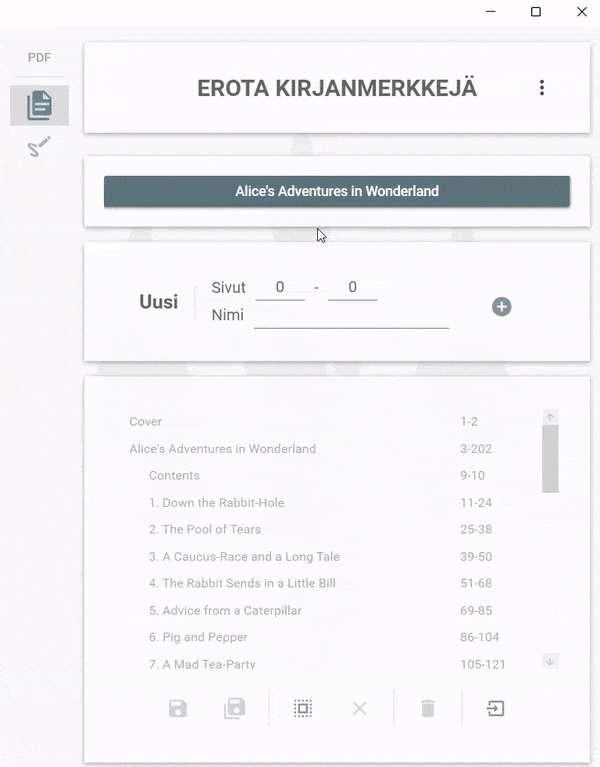 PDF
EROTA KIRJANMERKKEJÄ
Alice's Adventures in Wonderland
Uusi
Sivut 0 - 0
Nimi
Cover 1-2
Alice's Adventures in Wonderland 3-202
Contents 9-10
1. Down the Rabbit-Hole 11-24
2. The Pool of Tears 25-38
3. A Caucus-Race and a Long Tale 39-50
4. The Rabbit Sends in a Little Bill 51-68
5. Advice from a Caterpillar 69-85
6. Pig and Pepper 86-104
7. A Mad Tea-Party 105-121